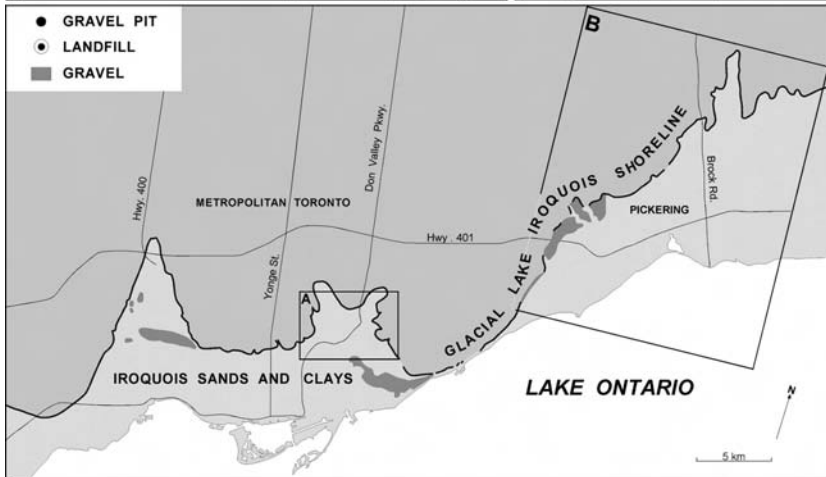 GRAVEL PIT
LANDFILL
GRAVEL
B
Hwy. 400
METROPOLITAN TORONTO
Yonge St.
Don Valley Pkwy.
Hwy . 401
GLACIAL LAKE IROQUOIS SHORELINE
PICKERING
Brock Rd.
A
IROQUOIS SANDS AND CLAYS
LAKE ONTARIO
N
5 km